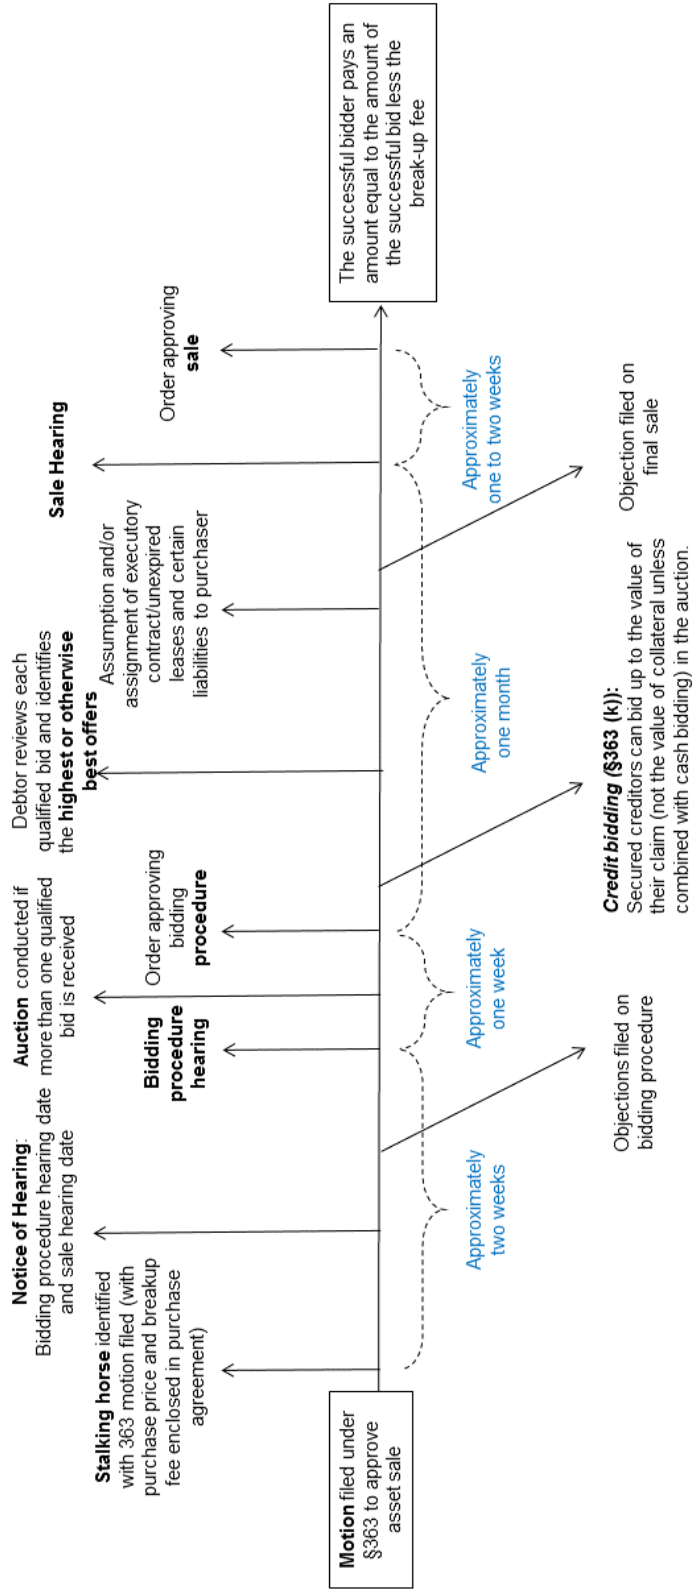 Motion filed under
§363 to approve
asset sale
Stalking horse identified
with 363 motion filed (with
purchase price and breakup
fee enclosed in purchase
agreement)
Notice of Hearing:
Bidding procedure hearing date
and sale hearing date
Bidding
procedure
hearing
Auction conducted if
more than one qualified
bid is received
Order approving
bidding
procedure
Debtor reviews each
qualified bid and identifies
the highest or otherwise
best offers
Assumption and/or
assignment of executory
contract/unexpired
leases and certain
liabilities to purchaser
Sale Hearing
Order approving
sale
The successful bidder pays an
amount equal to the amount of
the successful bid less the
break-up fee
Approximately
two weeks
Approximately
one week
Approximately
one month
Approximately
one to two weeks
Objections filed on
bidding procedure
Credit bidding (§363 (k)):
Secured creditors can bid up to the value of
their claim (not the value of collateral unless
combined with cash bidding) in the auction.
Objection filed on
final sale